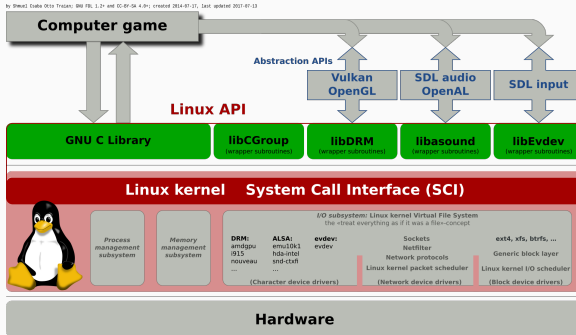 by Shmuel Csaba Otto Traian; GNU FDL 1.2+ and CC-BY-SA 4.0+; created 2014-07-17, last updated 2017-07-13
Computer game
Abstraction APIs
Vulkan
OpenGL
SDL audio
OpenAL
SDL input
Linux API
GNU C Library
libCGroup
(wrapper subroutines)
libDRM
(wrapper subroutines)
libasound
(wrapper subroutines)
libEvdev
(wrapper subroutines)
Linux kernel System Call Interface (SCI)
Process
management
subsystem
Memory
management
subsystem
I/O subsystem: Linux kernel Virtual File System
the «treat everything as if it was a file»-concept
DRM:
amdgpu
i915
nouveau
...
ALSA:
emu10k1
hda-intel
snd-ctxfi
...
evdev:
evdev
(Character device drivers)
Sockets
Netfilter
Network protocols
Linux kernel packet scheduler
(Network device drivers)
ext4, xfs, btrfs, ...
Generic block layer
Linux kernel I/O scheduler
(Block device drivers)
Hardware